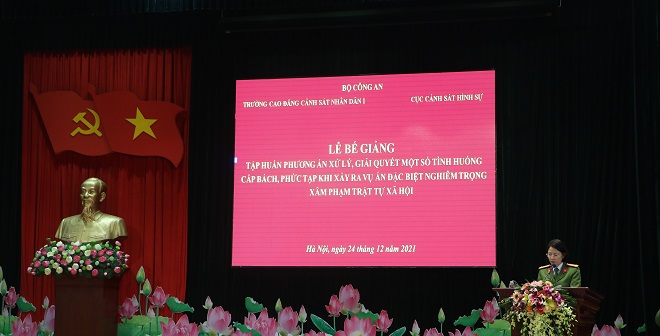 BỘ CÔNG AN
TRƯỜNG CAO ĐẲNG CẢNH SÁT NHÂN DÂN I
CỤC CẢNH SÁT HÌNH SỰ
LỄ BẾ GIẢNG
TẬP HUẤN PHƯƠNG ÁN XỬ LÝ, GIẢI QUYẾT MỘT SỐ TÌNH HUỐNG
CẤP BÁCH, PHỨC TẠP KHI XẢY RA VỤ ÁN ĐẶC BIỆT NGHIÊM TRỌNG
XÂM PHẠM TRẬT TỰ XÃ HỘI
Hà Nội, ngày 24 tháng 12 năm 2021